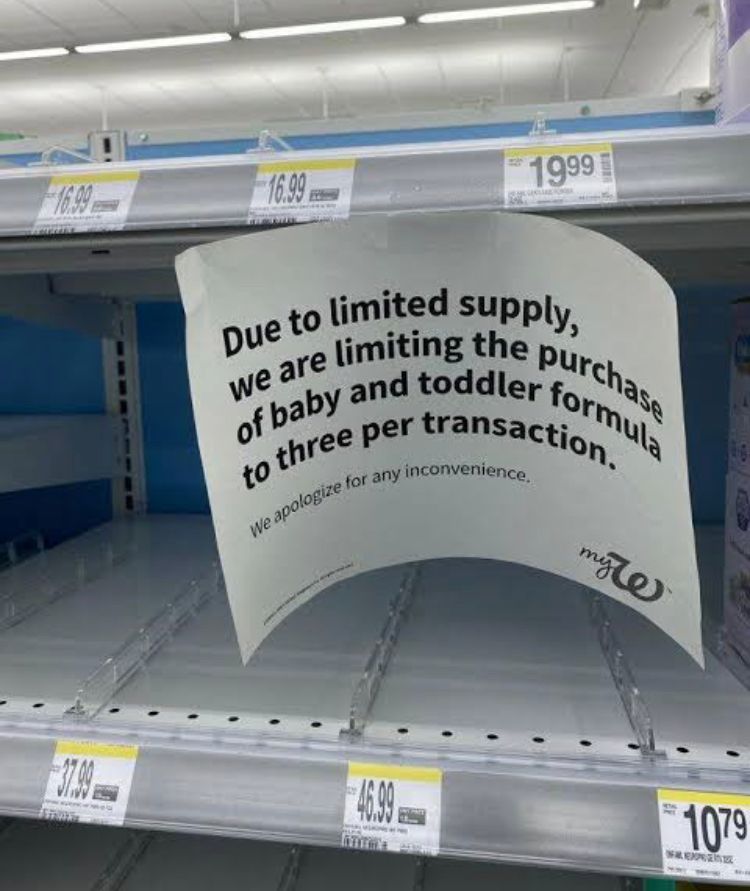 16.99
16.99
19.99
Due to limited supply,
we are limiting the purchase
of baby and toddler formula
to three per transaction.
We apologize for any inconvenience.
myW
37.99
46.99
10.79